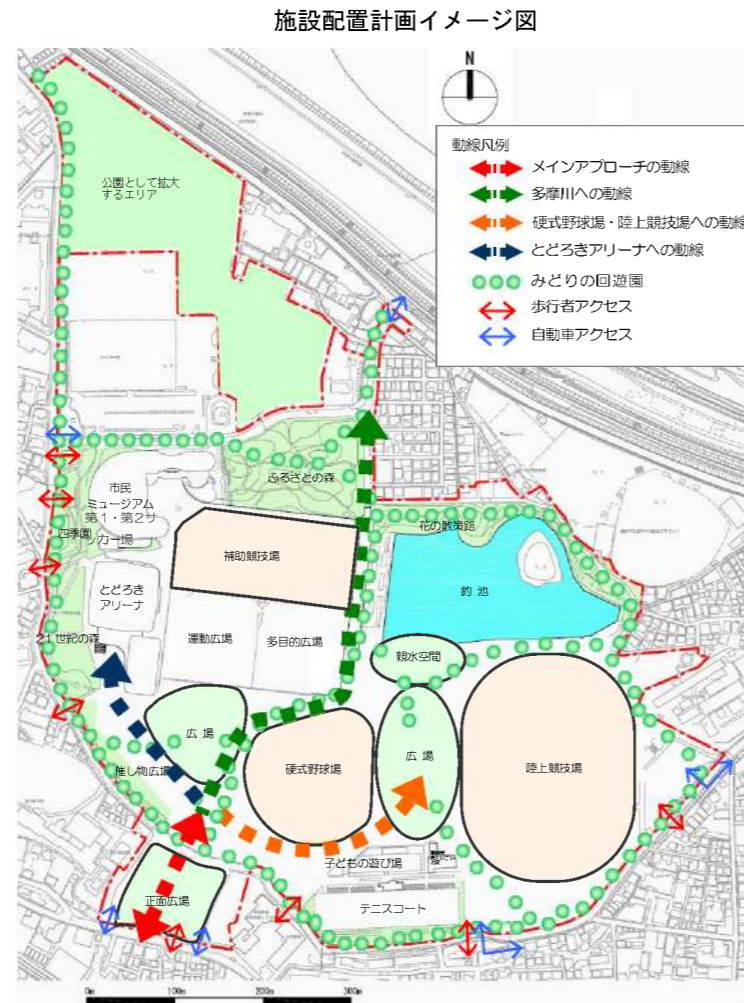 施設配置計画イメージ図
N
動線凡例
メインアプローチの動線
多摩川への動線
硬式野球場・陸上競技場への動線
とどろきアリーナへの動線
みどりの回遊園
歩行者アクセス
自動車アクセス
公園として拡大
するエリア
ふるさとの森
市民
ミュージアム
第1・第2サ
ッカー場
四季園
花の散策路
補助競技場
釣池
とどろき
アリーナ
21世紀の森
運動広場
多目的広場
親水空間
広場
広場
硬式野球場
陸上競技場
催し物広場
子どもの遊び場
正面広場
テニスコート
0m
100m
200m
300m